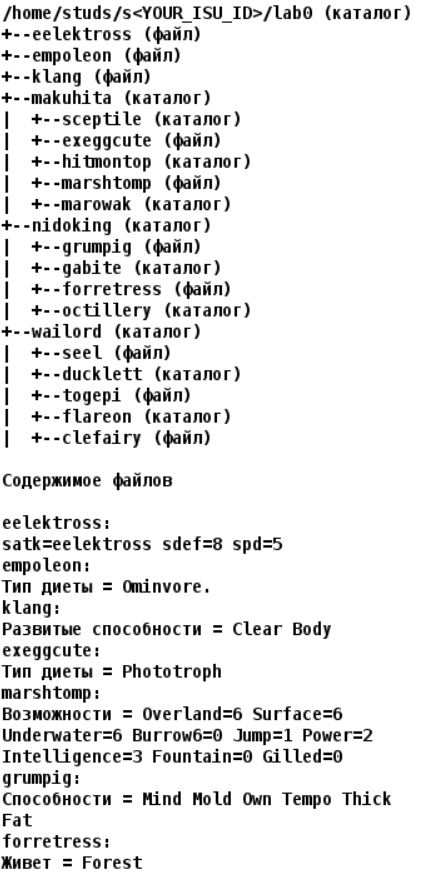 /home/studs/s<YOUR_ISU_ID>/lab0 (каталог)
+--eelektross (файл)
+--empoleon (файл)
+--klang (файл)
+--makuhita (каталог)
|  +--sceptile (каталог)
|  +--exeggcute (файл)
|  +--hitmontop (каталог)
|  +--marshtomp (файл)
|  +--marowak (каталог)
+--nidoking (каталог)
|  +--grumpig (файл)
|  +--gabite (каталог)
|  +--forretress (файл)
|  +--octillery (каталог)
+--wailord (каталог)
|  +--seel (файл)
|  +--ducklett (каталог)
|  +--togepi (файл)
|  +--flareon (каталог)
|  +--clefairy (файл)
Содержимое файлов
eelektross:
satk=eelektross sdef=8 spd=5
empoleon:
Тип диеты = Ominvore.
klang:
Развитые способности = Clear Body
exeggcute:
Тип диеты = Phototroph
marshtomp:
Возможности = Overland=6 Surface=6
Underwater=6 Burrow6=0 Jump=1 Power=2
Intelligence=3 Fountain=0 Gilled=0
grumpig:
Способности = Mind Mold Own Tempo Thick
Fat
forretress:
Живет = Forest